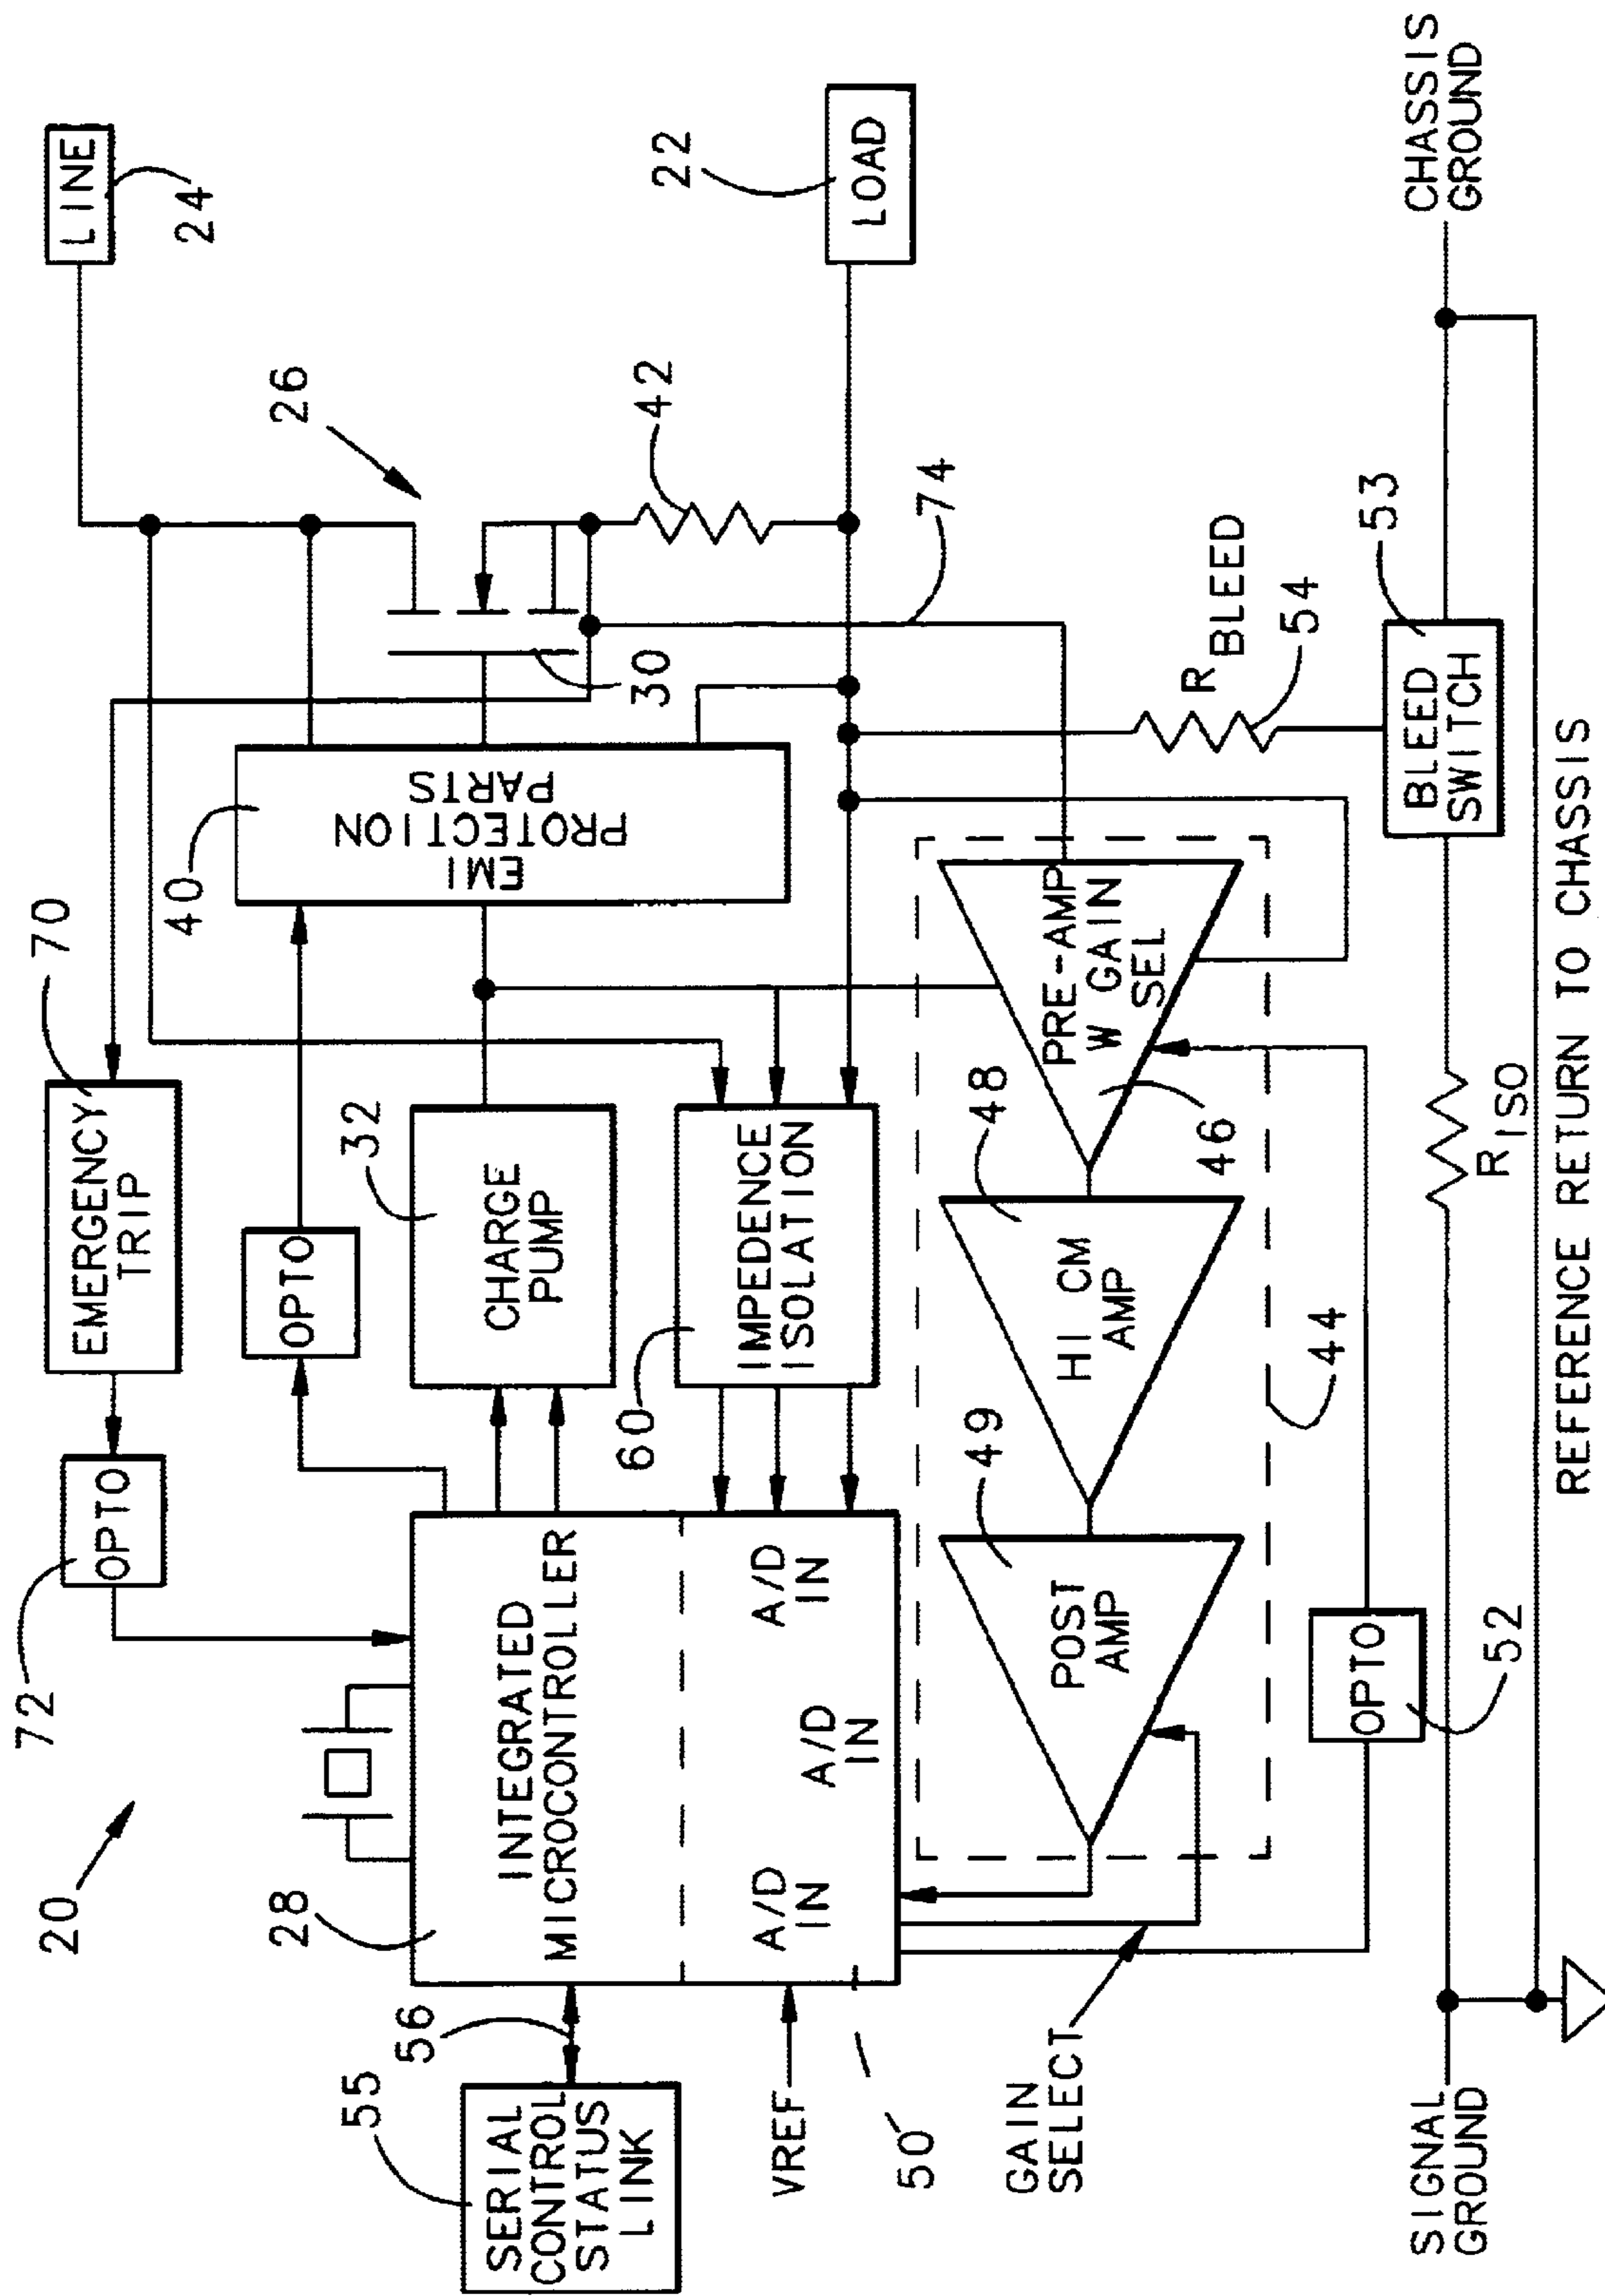 20
72
OPTO
EMERGENCY
TRIP
70
LINE
24
OPTO
40
EMI
PROTECTION
PARTS
26
30
42
55
SERIAL
CONTROL
STATUS
LINK
56
28
INTEGRATED
MICROCONTROLLER
CHARGE
PUMP
32
A/D
IN
A/D
IN
A/D
IN
VREF
50
60
IMPEDENCE
ISOLATION
22
LOAD
74
GAIN
SELECT
49
POST
AMP
48
HI CM
AMP
PRE-AMP
W GAIN
SEL
46
44
OPTO
52
R BLEED
54
BLEED
SWITCH
53
SIGNAL
GROUND
R ISO
CHASSIS
GROUND
REFERENCE RETURN TO CHASSIS